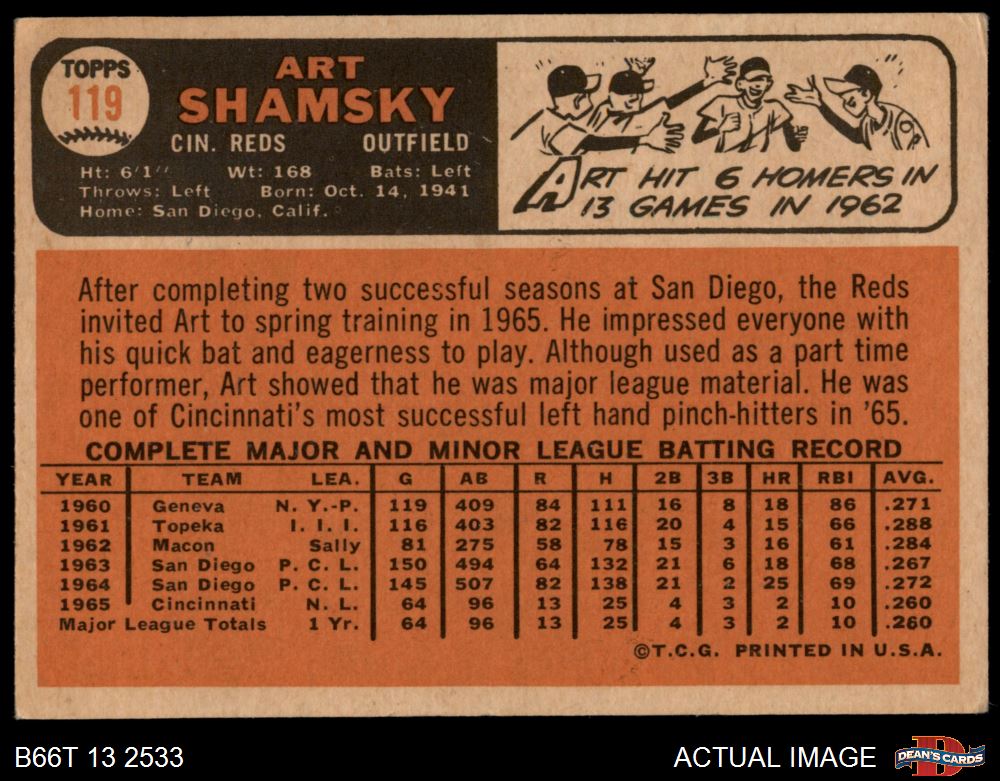 TOPPS
119
ART
SHAMSKY
CIN. REDS OUTFIELD
Ht: 6'1'' Wt: 168 Bats: Left
Throws: Left Born: Oct. 14, 1941
Home: San Diego, Calif.
ART HIT 6 HOMERS IN
13 GAMES IN 1962
After completing two successful seasons at San Diego, the Reds
invited Art to spring training in 1965. He impressed everyone with
his quick bat and eagerness to play. Although used as a part time
performer, Art showed that he was major league material. He was
one of Cincinnati's most successful left hand pinch-hitters in '65.
COMPLETE MAJOR AND MINOR LEAGUE BATTING RECORD
YEAR TEAM LEA. G AB R H 2B 3B HR RBI AVG.
1960 Geneva N. Y.-P. 119 409 84 111 16 8 18 86 .271
1961 Topeka I. I. I. 116 403 82 116 20 4 15 66 .288
1962 Macon Sally 81 275 58 78 15 3 16 61 .284
1963 San Diego P. C. L. 150 494 64 132 21 6 18 68 .267
1964 San Diego P. C. L. 145 507 82 138 21 2 25 69 .272
1965 Cincinnati N. L. 64 96 13 25 4 3 2 10 .260
Major League Totals 1 Yr. 64 96 13 25 4 3 2 10 .260
©T.C.G. PRINTED IN U.S.A.
B66T 13 2533 ACTUAL IMAGE
DEAN'S CARDS